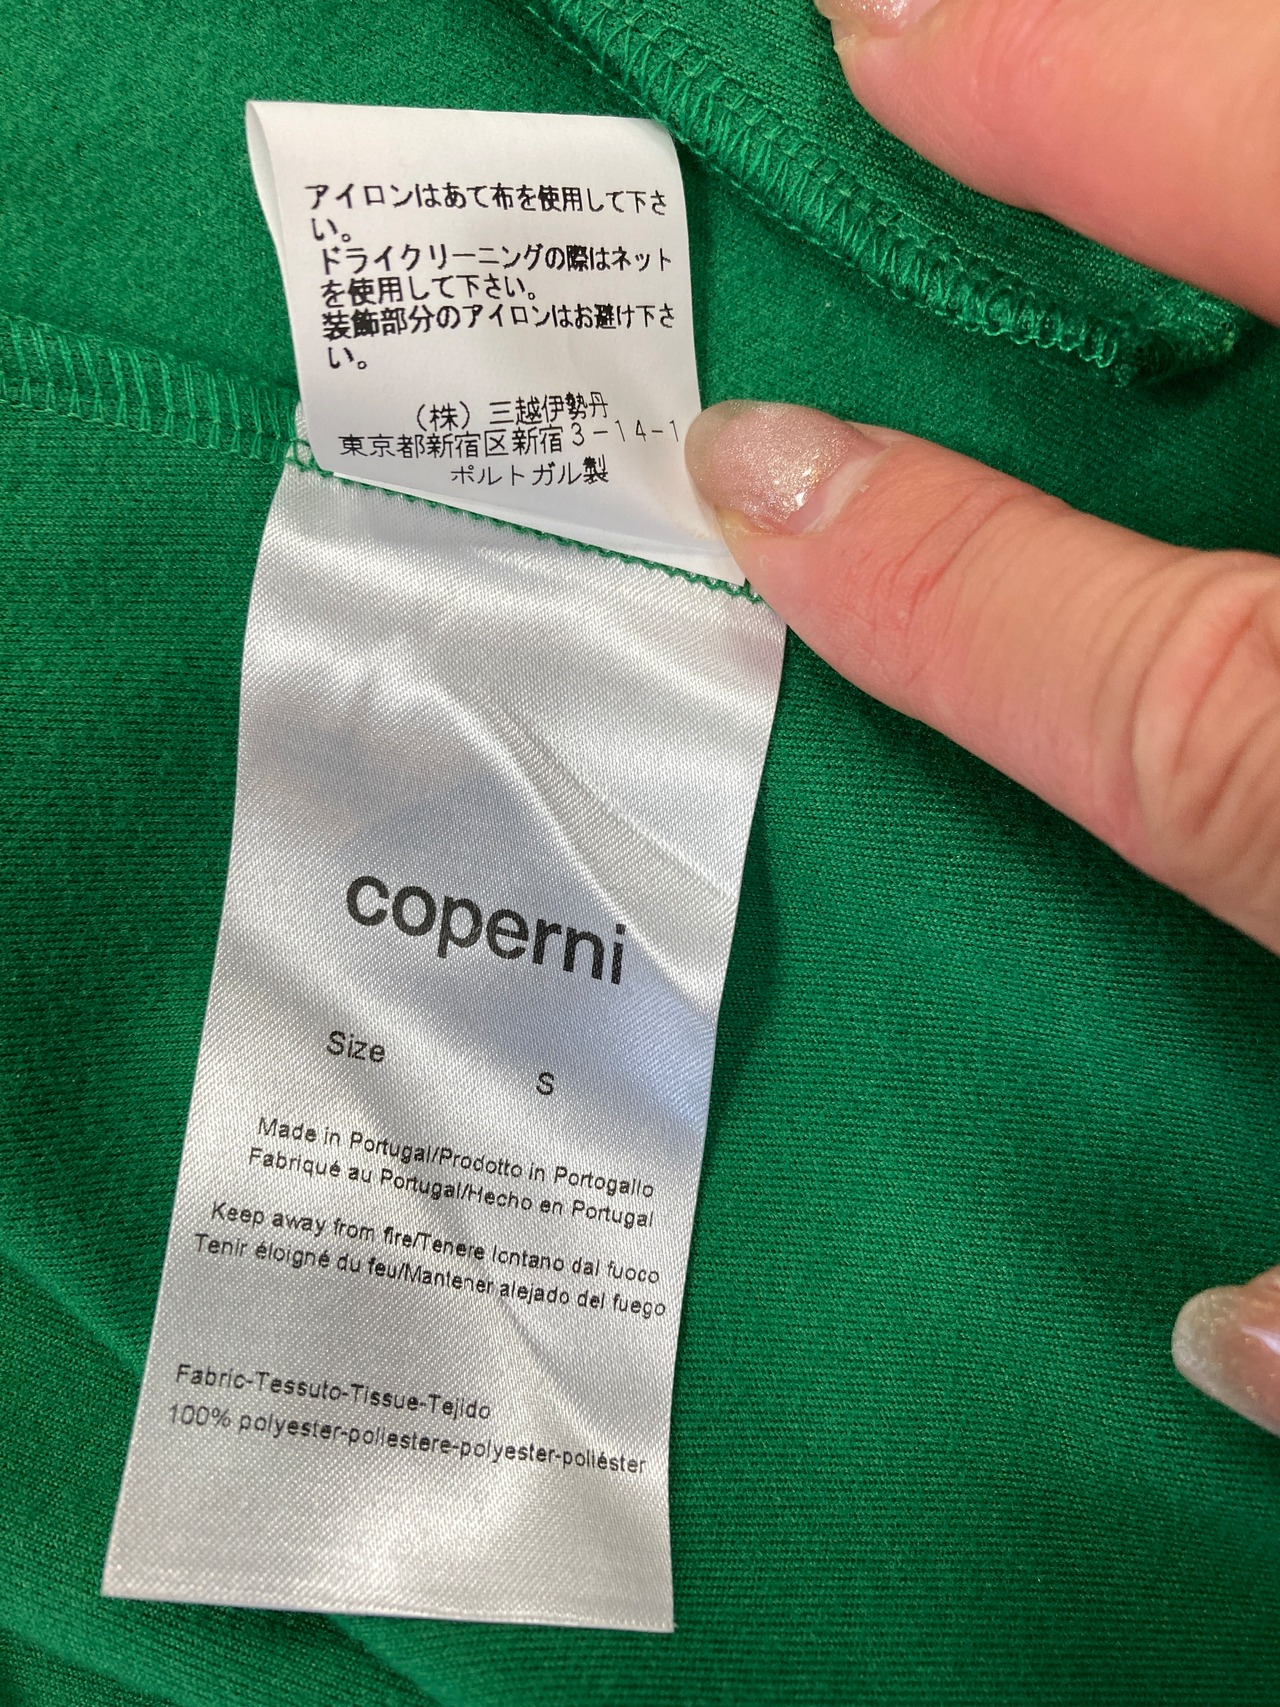 アイロンはあて布を使用して下さ
い。
ドライクリーニングの際はネット
を使用して下さい。
装飾部分のアイロンはお避け下さ
い。
（株）三越伊勢丹
東京都新宿区新宿3－14－1
ポルトガル製
coperni
Size
S
Made in Portugal/Prodotto in Portogallo
Fabriqué au Portugal/Hecho en Portugal
Keep away from fire/Tenere lontano dal fuoco
Tenir éloigné du feu/Mantener alejado del fuego
Fabric-Tessuto-Tissue-Tejido
100% polyester-poliestere-polyester-poliéster